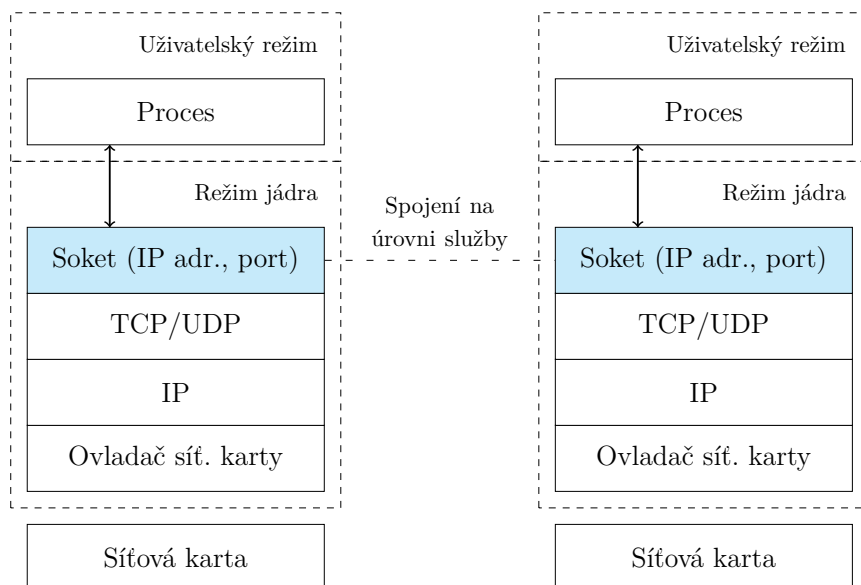 Uživatelský režim
Proces
Režim jádra
Soket (IP adr., port)
TCP/UDP
IP
Ovladač síť. karty
Síťová karta
Spojení na
úrovni služby
Uživatelský režim
Proces
Režim jádra
Soket (IP adr., port)
TCP/UDP
IP
Ovladač síť. karty
Síťová karta